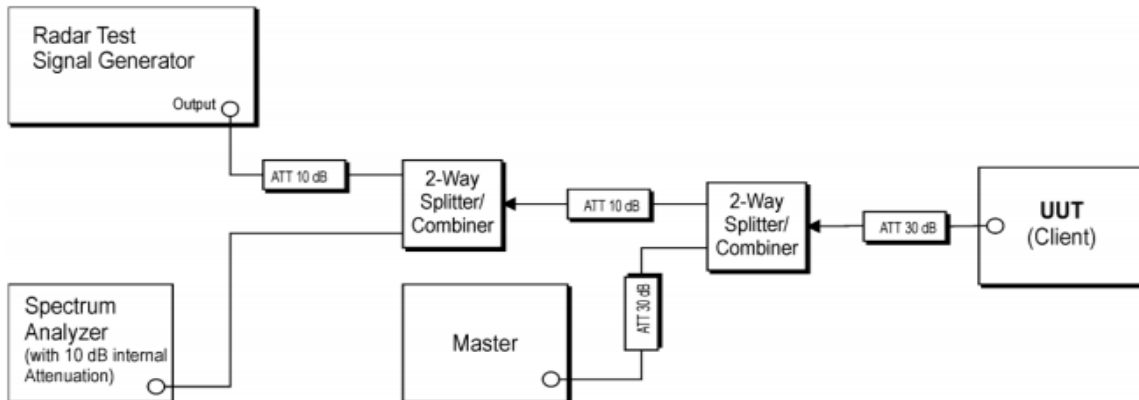 Radar Test
Signal Generator
Output
ATT 10 dB
2-Way
Splitter/
Combiner
ATT 10 dB
2-Way
Splitter/
Combiner
ATT 30 dB
UUT
(Client)
Spectrum
Analyzer
(with 10 dB internal
Attenuation)
Master
ATT 30 dB